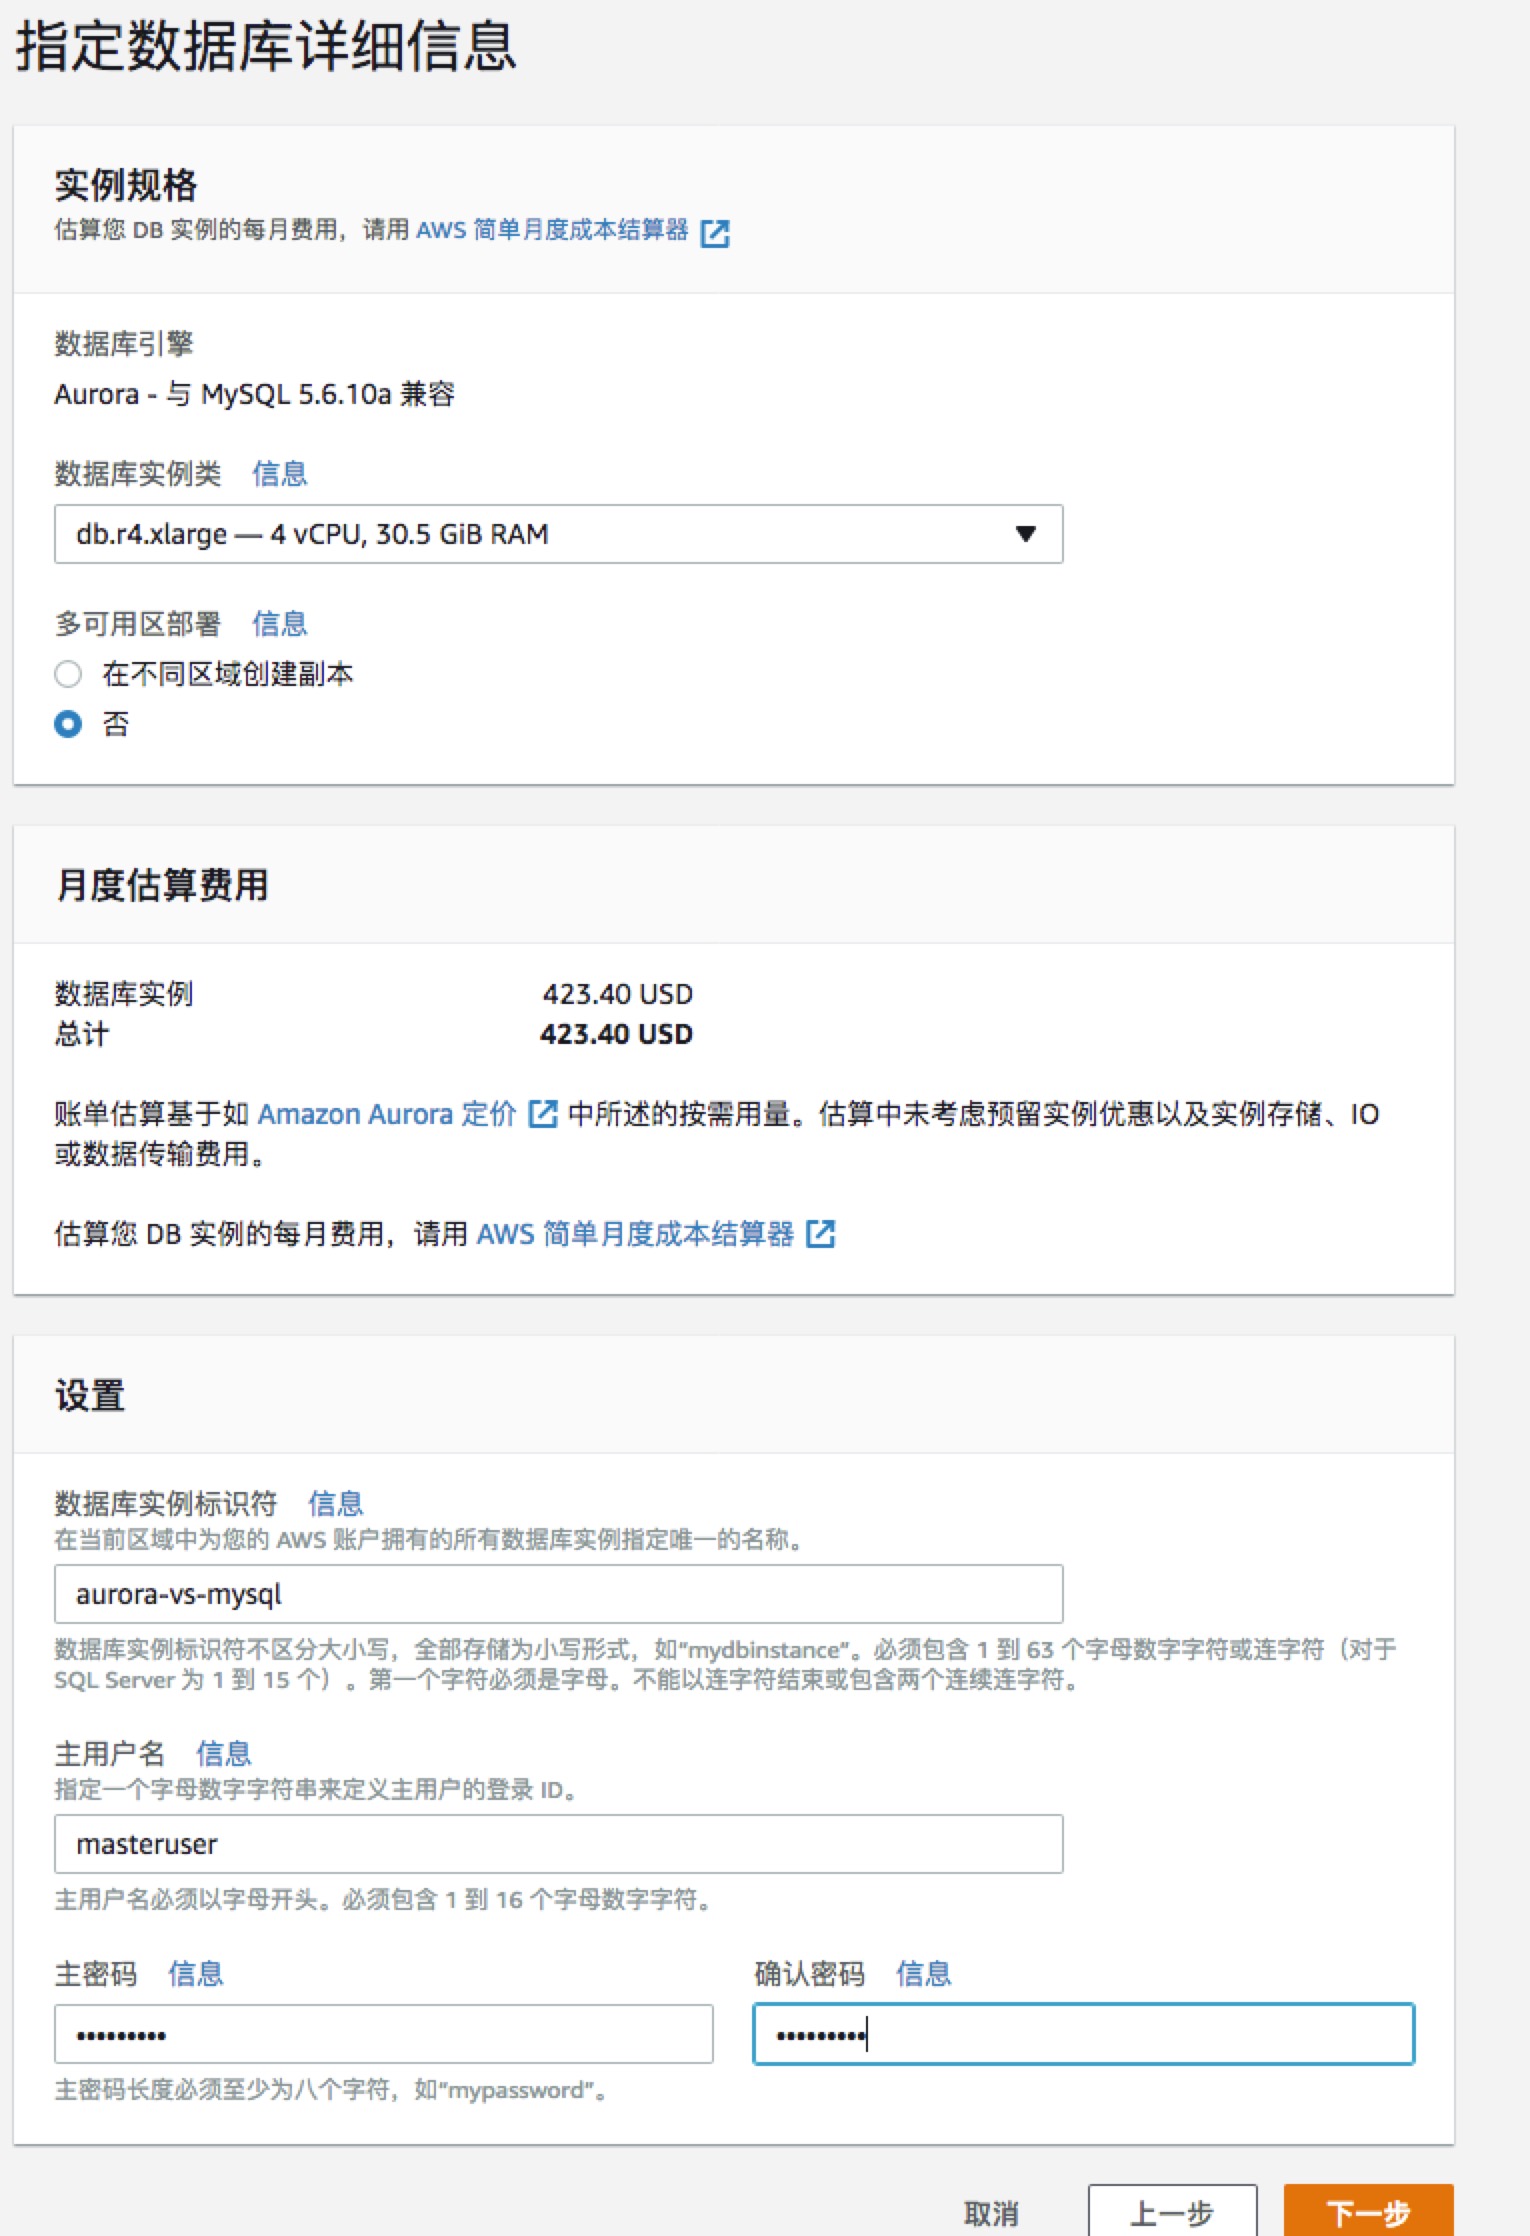 指定数据库详细信息
实例规格
估算您 DB 实例的每月费用，请用 AWS 简单月度成本结算器
数据库引擎
Aurora - 与 MySQL 5.6.10a 兼容
数据库实例类 信息
db.r4.xlarge — 4 vCPU, 30.5 GiB RAM
多可用区部署 信息
在不同区域创建副本
否
月度估算费用
数据库实例 423.40 USD
总计 423.40 USD
账单估算基于如 Amazon Aurora 定价 中所述的按需用量。估算中未考虑预留实例优惠以及实例存储、IO
或数据传输费用。
估算您 DB 实例的每月费用，请用 AWS 简单月度成本结算器
设置
数据库实例标识符 信息
在当前区域中为您的 AWS 账户拥有的所有数据库实例指定唯一的名称。
aurora-vs-mysql
数据库实例标识符不区分大小写，全部存储为小写形式，如“mydbinstance”。必须包含 1 到 63 个字母数字字符或连字符（对于
SQL Server 为 1 到 15 个）。第一个字符必须是字母。不能以连字符结束或包含两个连续连字符。
主用户名 信息
指定一个字母数字字符串来定义主用户的登录 ID。
masteruser
主用户名必须以字母开头。必须包含 1 到 16 个字母数字字符。
主密码 信息 确认密码 信息
••••••••• •••••••••
主密码长度必须至少为八个字符，如“mypassword”。
取消 上一步 下一步